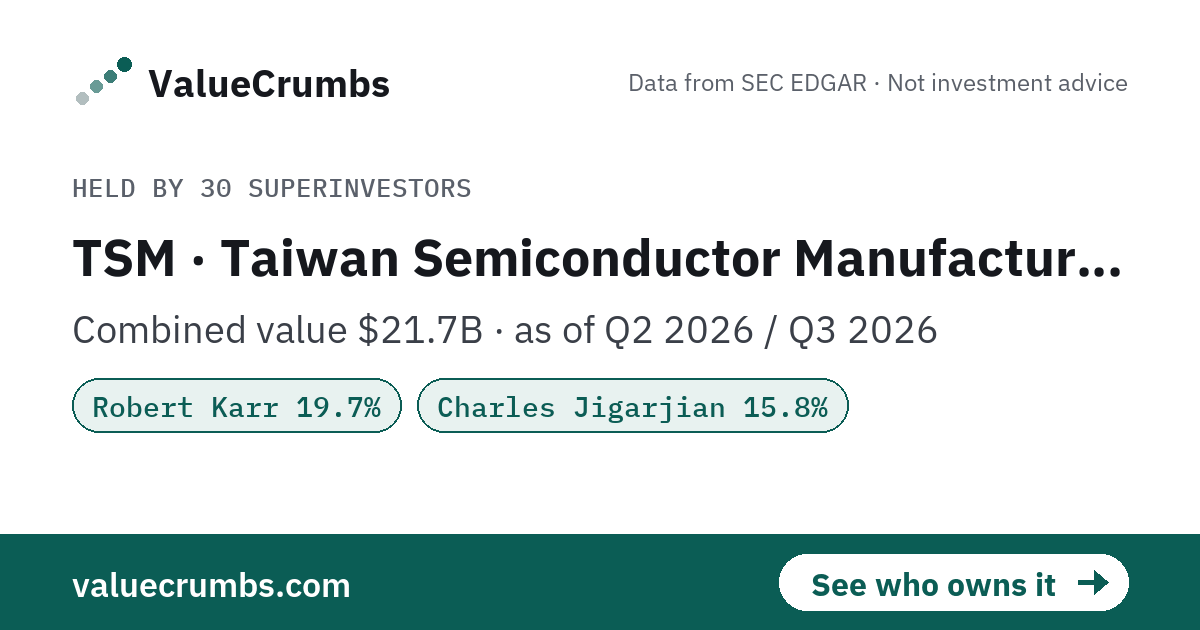 ValueCrumbs
Data from SEC EDGAR · Not investment advice
HELD BY 30 SUPERINVESTORS
TSM · Taiwan Semiconductor Manufactur...
Combined value $21.7B · as of Q2 2026 / Q3 2026
Robert Karr 19.7%
Charles Jigarjian 15.8%
valuecrumbs.com
See who owns it →